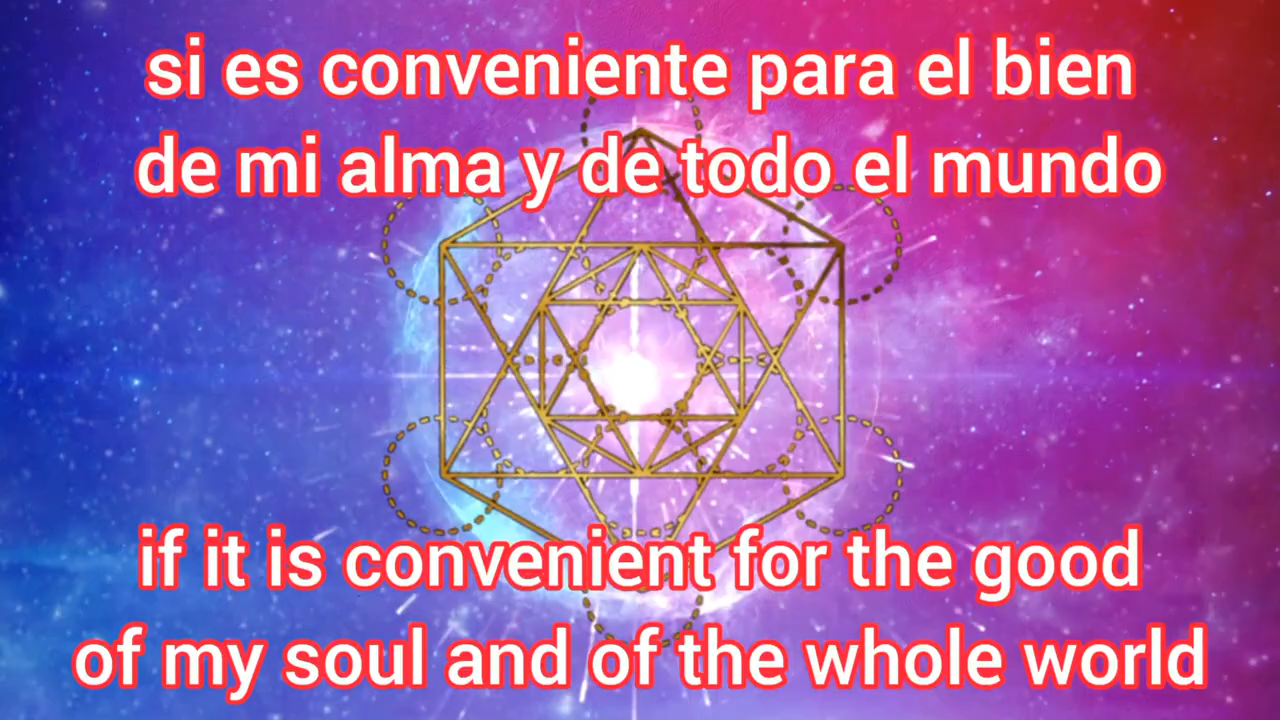 si es conveniente para el bien
de mi alma y de todo el mundo
if it is convenient for the good
of my soul and of the whole world